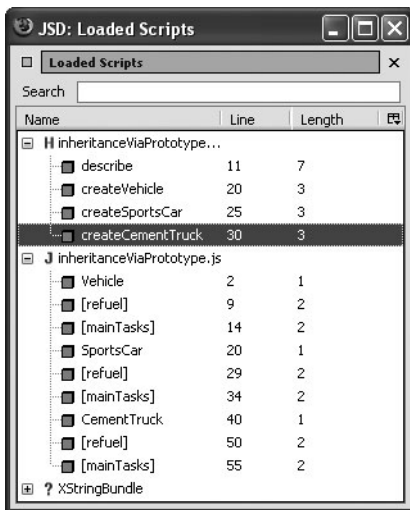 JSD: Loaded Scripts
Loaded Scripts
Search
Name Line Length
H inheritanceViaPrototype...
describe 11 7
createVehicle 20 3
createSportsCar 25 3
createCementTruck 30 3
J inheritanceViaPrototype.js
Vehicle 2 1
[refuel] 9 2
[mainTasks] 14 2
SportsCar 20 1
[refuel] 29 2
[mainTasks] 34 2
CementTruck 40 1
[refuel] 50 2
[mainTasks] 55 2
? XStringBundle